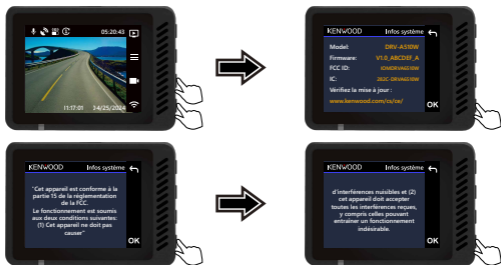 05:20:43
11:17:01 34/25/2024
KENWOOD Infos système
Model: DRV-A510W
Firmware: V1.0_ABCDEF_A
FCC ID: IOMDRVA510W
IC: 282C-DRVA510W
Vérifiez la mise à jour :
www.kenwood.com/cs/ce/
OK
KENWOOD Infos système
"Cet appareil est conforme à la
partie 15 de la réglementation
de la FCC.
Le fonctionnement est soumis
aux deux conditions suivantes:
(1) Cet appareil ne doit pas
causer"
OK
KENWOOD Infos système
d'interférences nuisibles et (2)
cet appareil doit accepter
toutes les interférences reçues,
y compris celles pouvant
entraîner un fonctionnement
indésirable.
OK